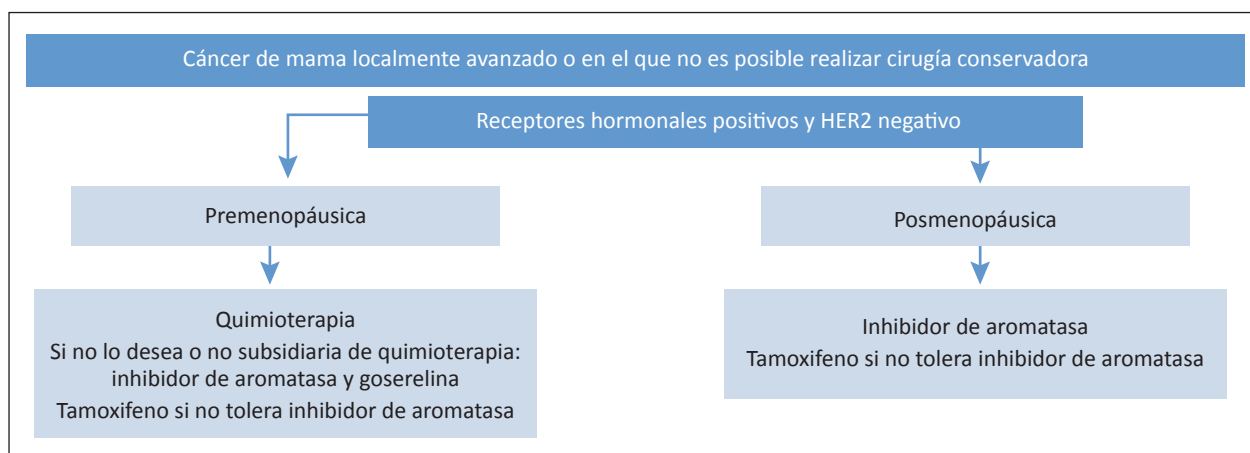 Cáncer de mama localmente avanzado o en el que no es posible realizar cirugía conservadora
Receptores hormonales positivos y HER2 negativo
Premenopáusica
Posmenopáusica
Quimioterapia
Si no lo desea o no subsidiaria de quimioterapia:
inhibidor de aromatasa y goserelina
Tamoxifeno si no tolera inhibidor de aromatasa
Inhibidor de aromatasa
Tamoxifeno si no tolera inhibidor de aromatasa